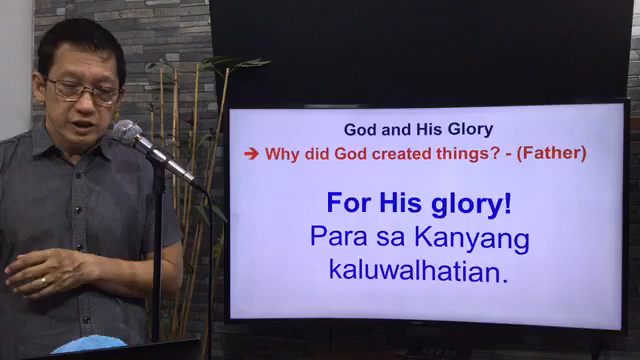 God and His Glory
➔ Why did God created things? - (Father)
For His glory!
Para sa Kanyang
kaluwalhatian.